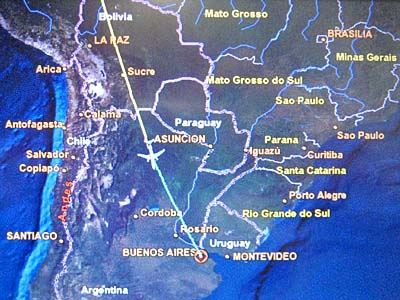 Bolivia
Mato Grosso
LA PAZ
BRASILIA
Minas Gerais
Arica
Sucre
Mato Grosso do Sul
Calama
Sao Paulo
Antofagasta
Paraguay
Chile
ASUNCION
Parana
Sao Paulo
Salvador
Iguazú
Curitiba
Copiapo
Santa Catarina
Andes
Porto Alegre
Cordoba
Rio Grande do Sul
SANTIAGO
Rosario
Uruguay
BUENOS AIRES
MONTEVIDEO
Argentina